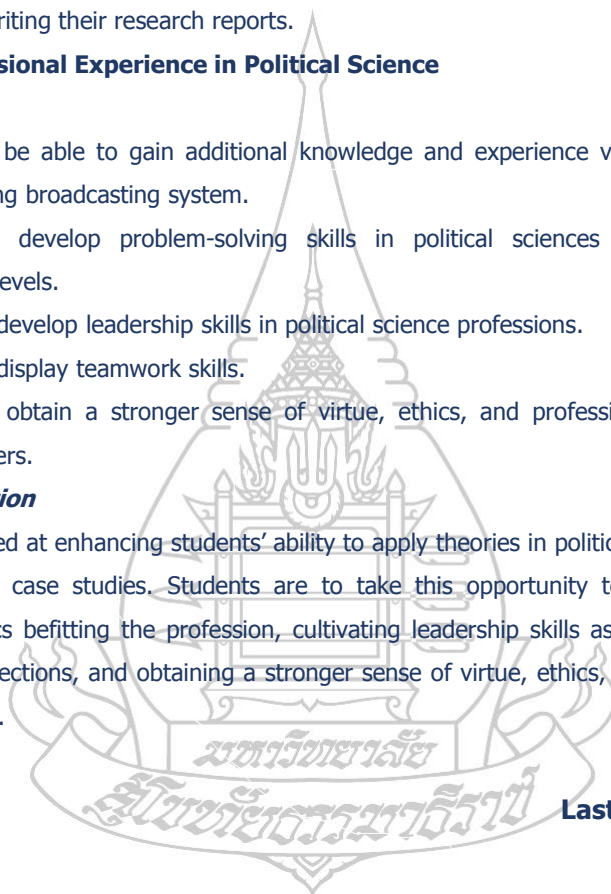 riting their research reports.
sional Experience in Political Science
be able to gain additional knowledge and experience v
ng broadcasting system.
develop problem-solving skills in political sciences
evels.
develop leadership skills in political science professions.
display teamwork skills.
obtain a stronger sense of virtue, ethics, and professi
ers.
ion
ed at enhancing students’ ability to apply theories in politic
case studies. Students are to take this opportunity t
cs befitting the profession, cultivating leadership skills as
ections, and obtaining a stronger sense of virtue, ethics,
.
มหาวิทยาลัย
สุโขทัยธรรมาธิราช
Last